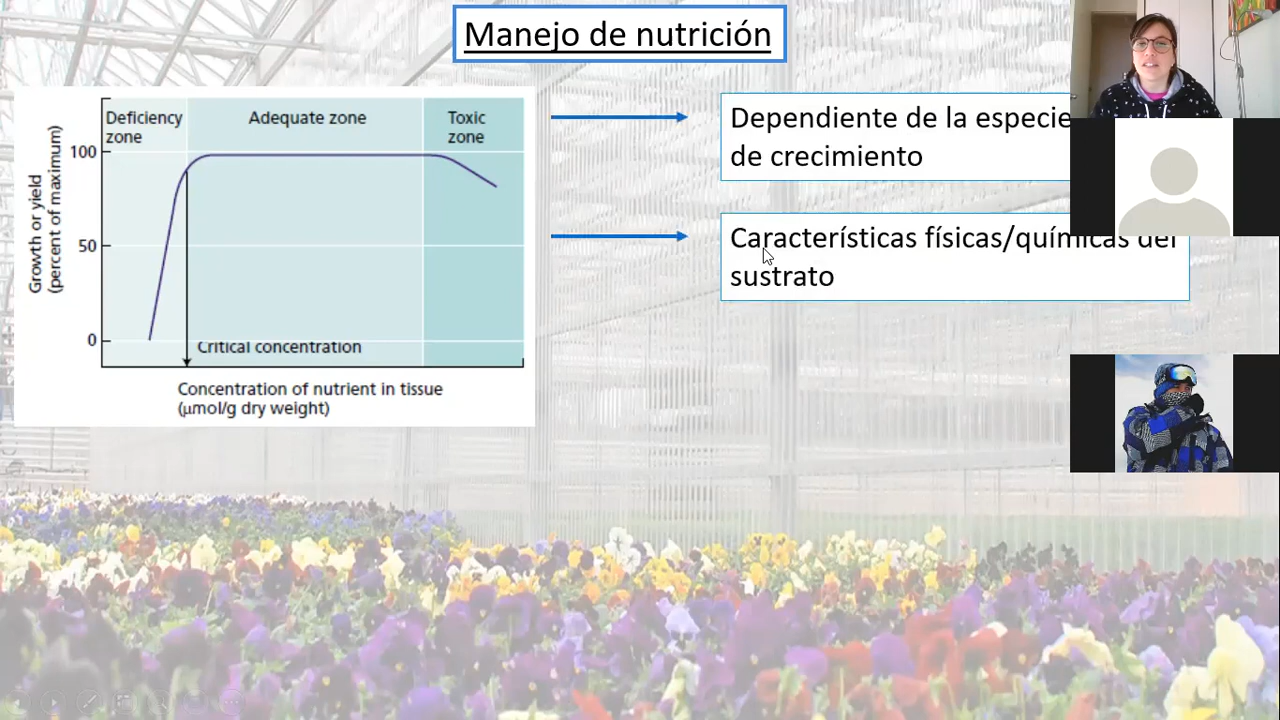 Manejo de nutrición
Deficiency
zone
Adequate zone
Toxic
zone
100
50
0
Growth or yield
(percent of maximum)
Critical concentration
Concentration of nutrient in tissue
(µmol/g dry weight)
Dependiente de la especie
de crecimiento
Características físicas/químicas del
sustrato